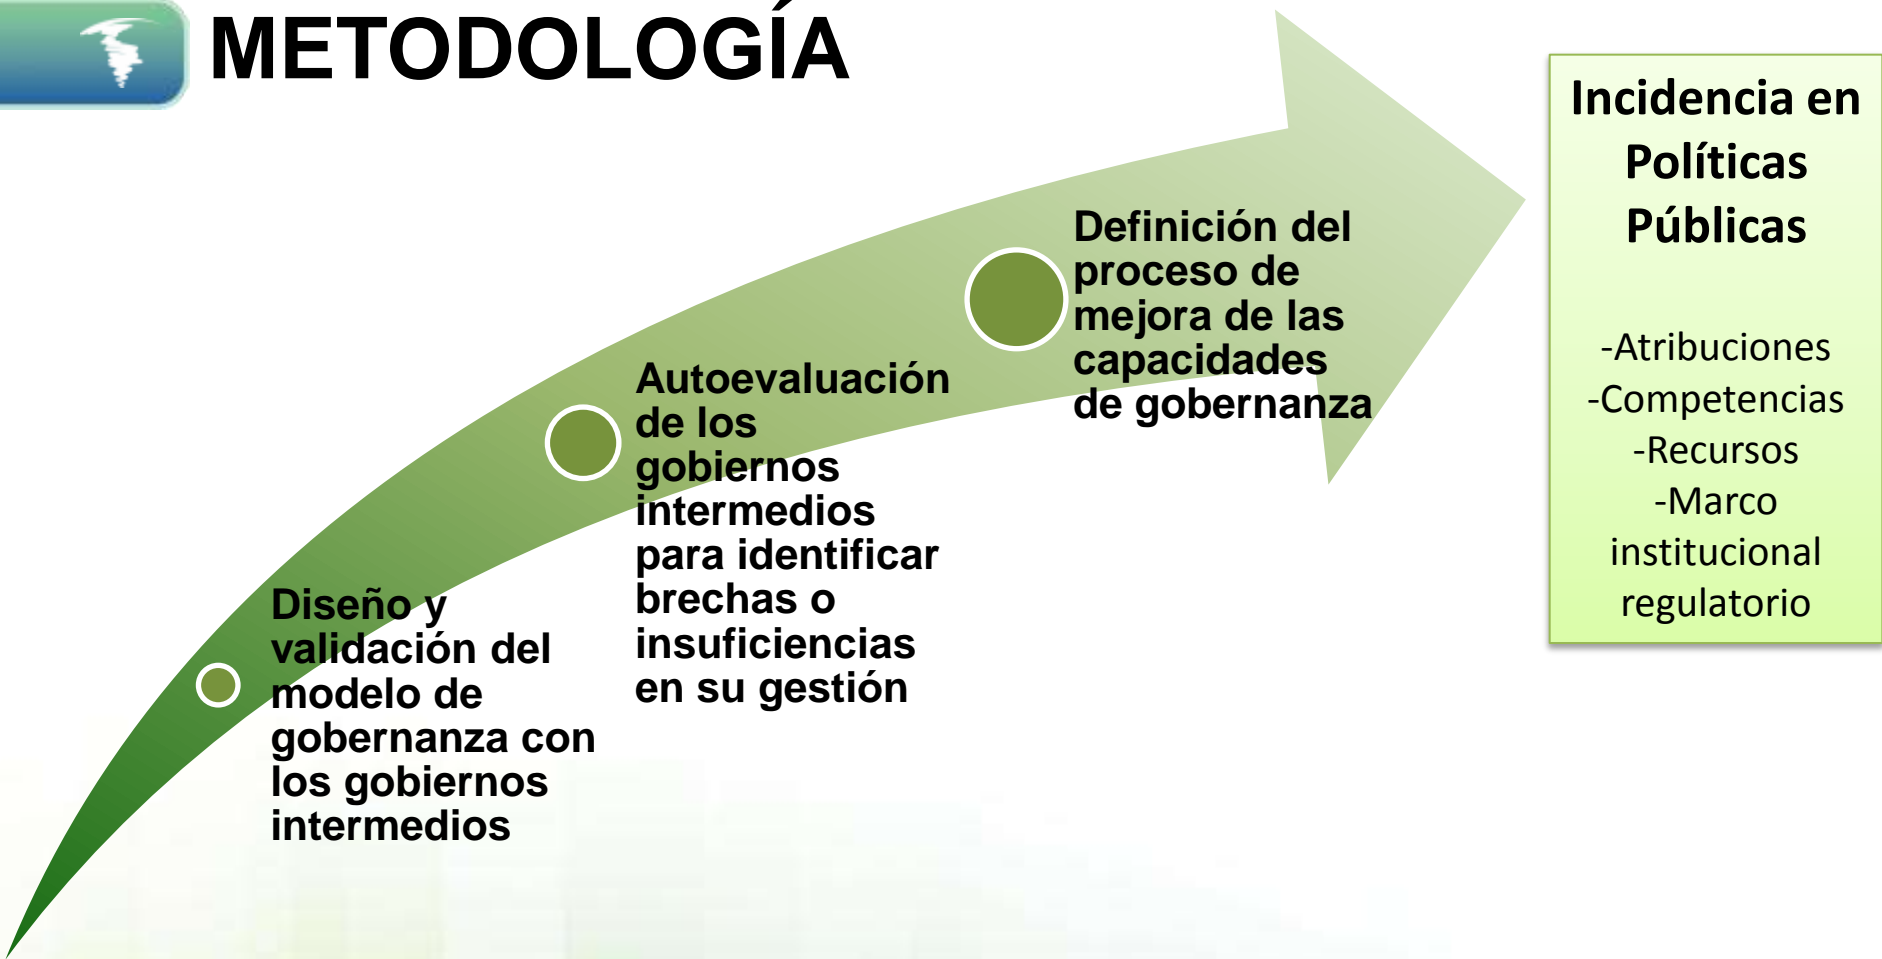 METODOLOGÍA
Diseño y
validación del
modelo de
gobernanza con
los gobiernos
intermedios
Autoevaluación
de los
gobiernos
intermedios
para identificar
brechas o
insuficiencias
en su gestión
Definición del
proceso de
mejora de las
capacidades
de gobernanza
Incidencia en
Políticas
Públicas
-Atribuciones
-Competencias
-Recursos
-Marco
institucional
regulatorio